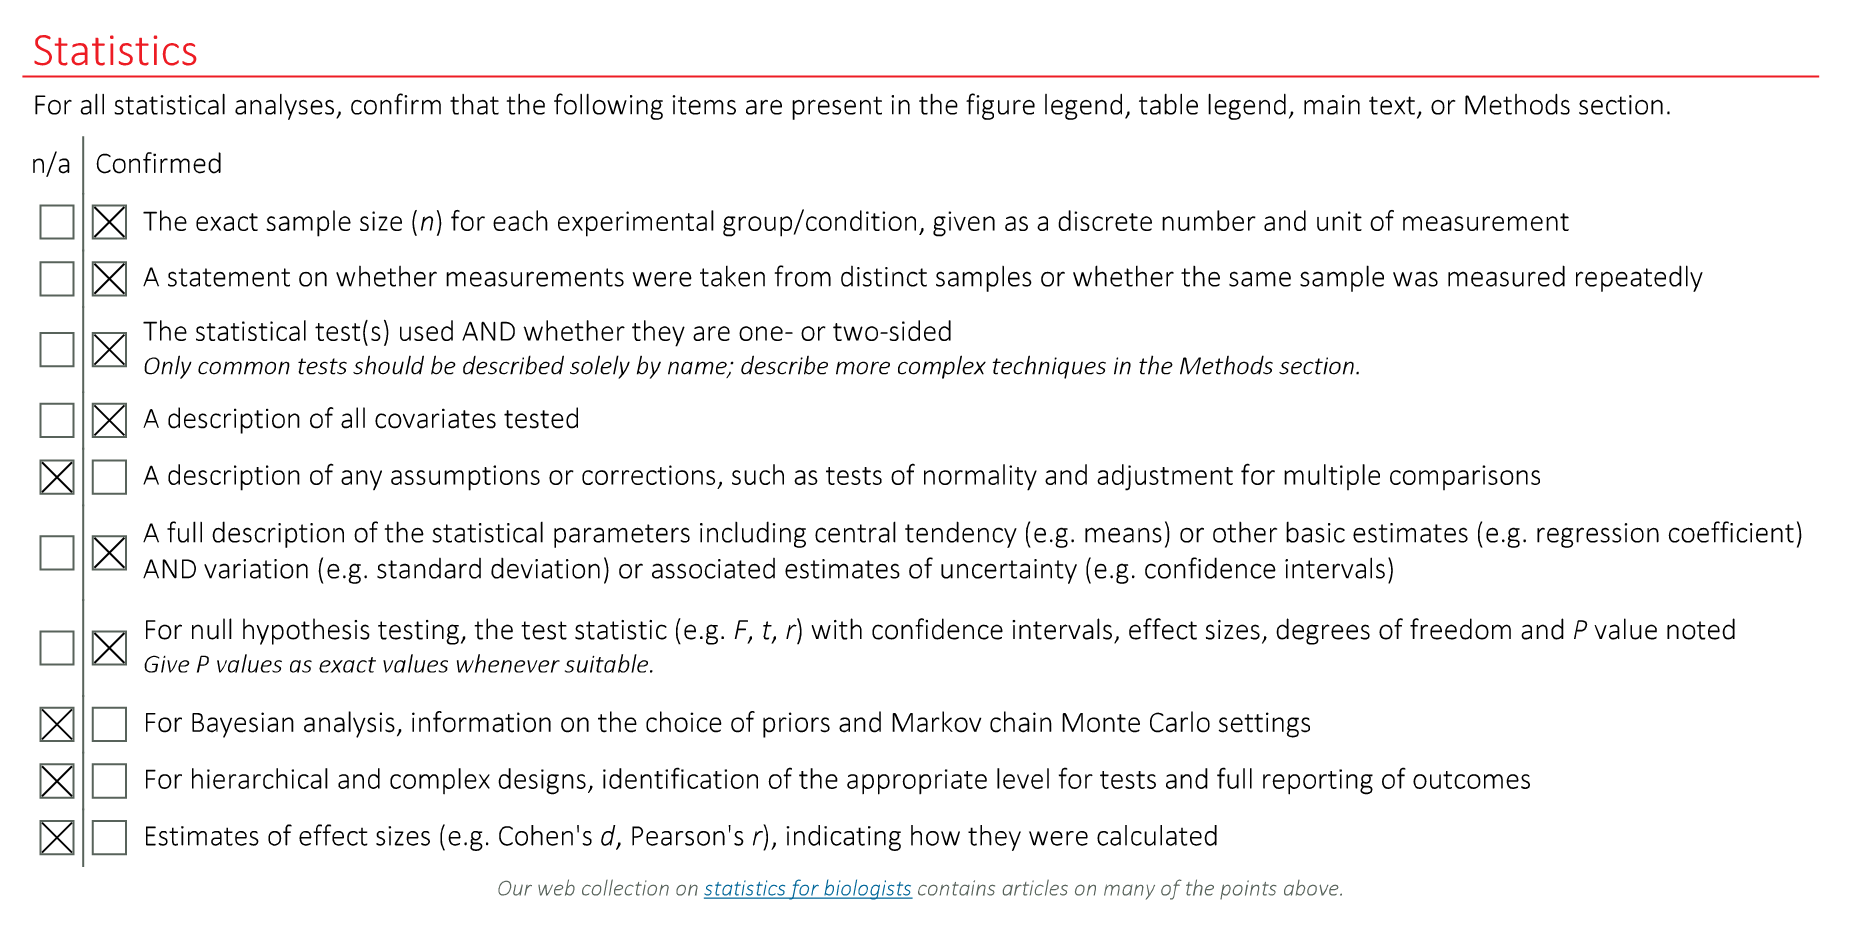 Statistics
For all statistical analyses, confirm that the following items are present in the figure legend, table legend, main text, or Methods section.
n/a Confirmed
The exact sample size (n) for each experimental group/condition, given as a discrete number and unit of measurement
A statement on whether measurements were taken from distinct samples or whether the same sample was measured repeatedly
The statistical test(s) used AND whether they are one- or two-sided
Only common tests should be described solely by name; describe more complex techniques in the Methods section.
A description of all covariates tested
A description of any assumptions or corrections, such as tests of normality and adjustment for multiple comparisons
A full description of the statistical parameters including central tendency (e.g. means) or other basic estimates (e.g. regression coefficient)
AND variation (e.g. standard deviation) or associated estimates of uncertainty (e.g. confidence intervals)
For null hypothesis testing, the test statistic (e.g. F, t, r) with confidence intervals, effect sizes, degrees of freedom and P value noted
Give P values as exact values whenever suitable.
For Bayesian analysis, information on the choice of priors and Markov chain Monte Carlo settings
For hierarchical and complex designs, identification of the appropriate level for tests and full reporting of outcomes
Estimates of effect sizes (e.g. Cohen's d, Pearson's r), indicating how they were calculated
Our web collection on statistics for biologists contains articles on many of the points above.